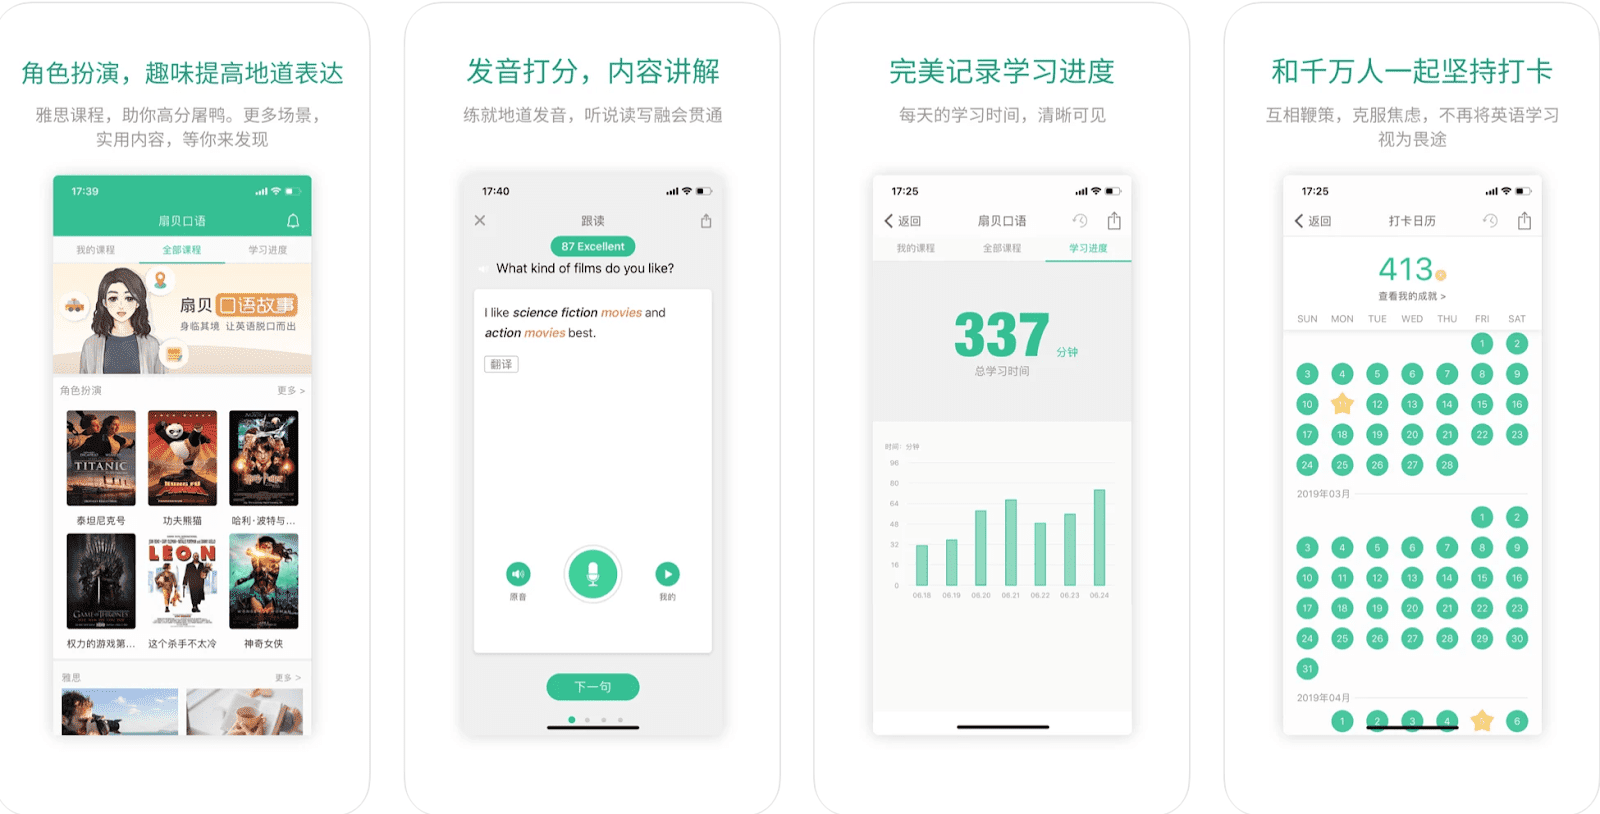 角色扮演，趣味提高地道表达
雅思课程，助你高分屠鸭。更多场景，
实用内容，等你来发现
17:39
扇贝口语
我的课程 全部课程 学习进度
扇贝 口语故事
身临其境 让英语脱口而出
角色扮演 更多 >
TITANIC
KUNG FU PANDA
Harry Potter
泰坦尼克号 功夫熊猫 哈利·波特与...
GAME OF THRONES
LEON
权力的游戏第... 这个杀手不太冷 神奇女侠
雅思 更多 >
发音打分，内容讲解
练就地道发音，听说读写融会贯通
17:40
跟读
87 Excellent
What kind of films do you like?
I like science fiction movies and
action movies best.
翻译
原音 我的
下一句
完美记录学习进度
每天的学习时间，清晰可见
17:25
返回 扇贝口语
我的课程 全部课程 学习进度
337 分钟
总学习时间
时间：分钟
96
80
64
48
32
16
0
06.18 06.19 06.20 06.21 06.22 06.23 06.24
和千万人一起坚持打卡
互相鞭策，克服焦虑，不再将英语学习
视为畏途
17:25
返回 打卡日历
413
查看我的成就 >
SUN MON TUE WED THU FRI SAT
1 2
3 4 5 6 7 8 9
10 12 13 14 15 16
17 18 19 20 21 22 23
24 25 26 27 28
2019年03月
1 2
3 4 5 6 7 8 9
10 11 12 13 14 15 16
17 18 19 20 21 22 23
24 25 26 27 28 29 30
31
2019年04月
1 2 3 4 6